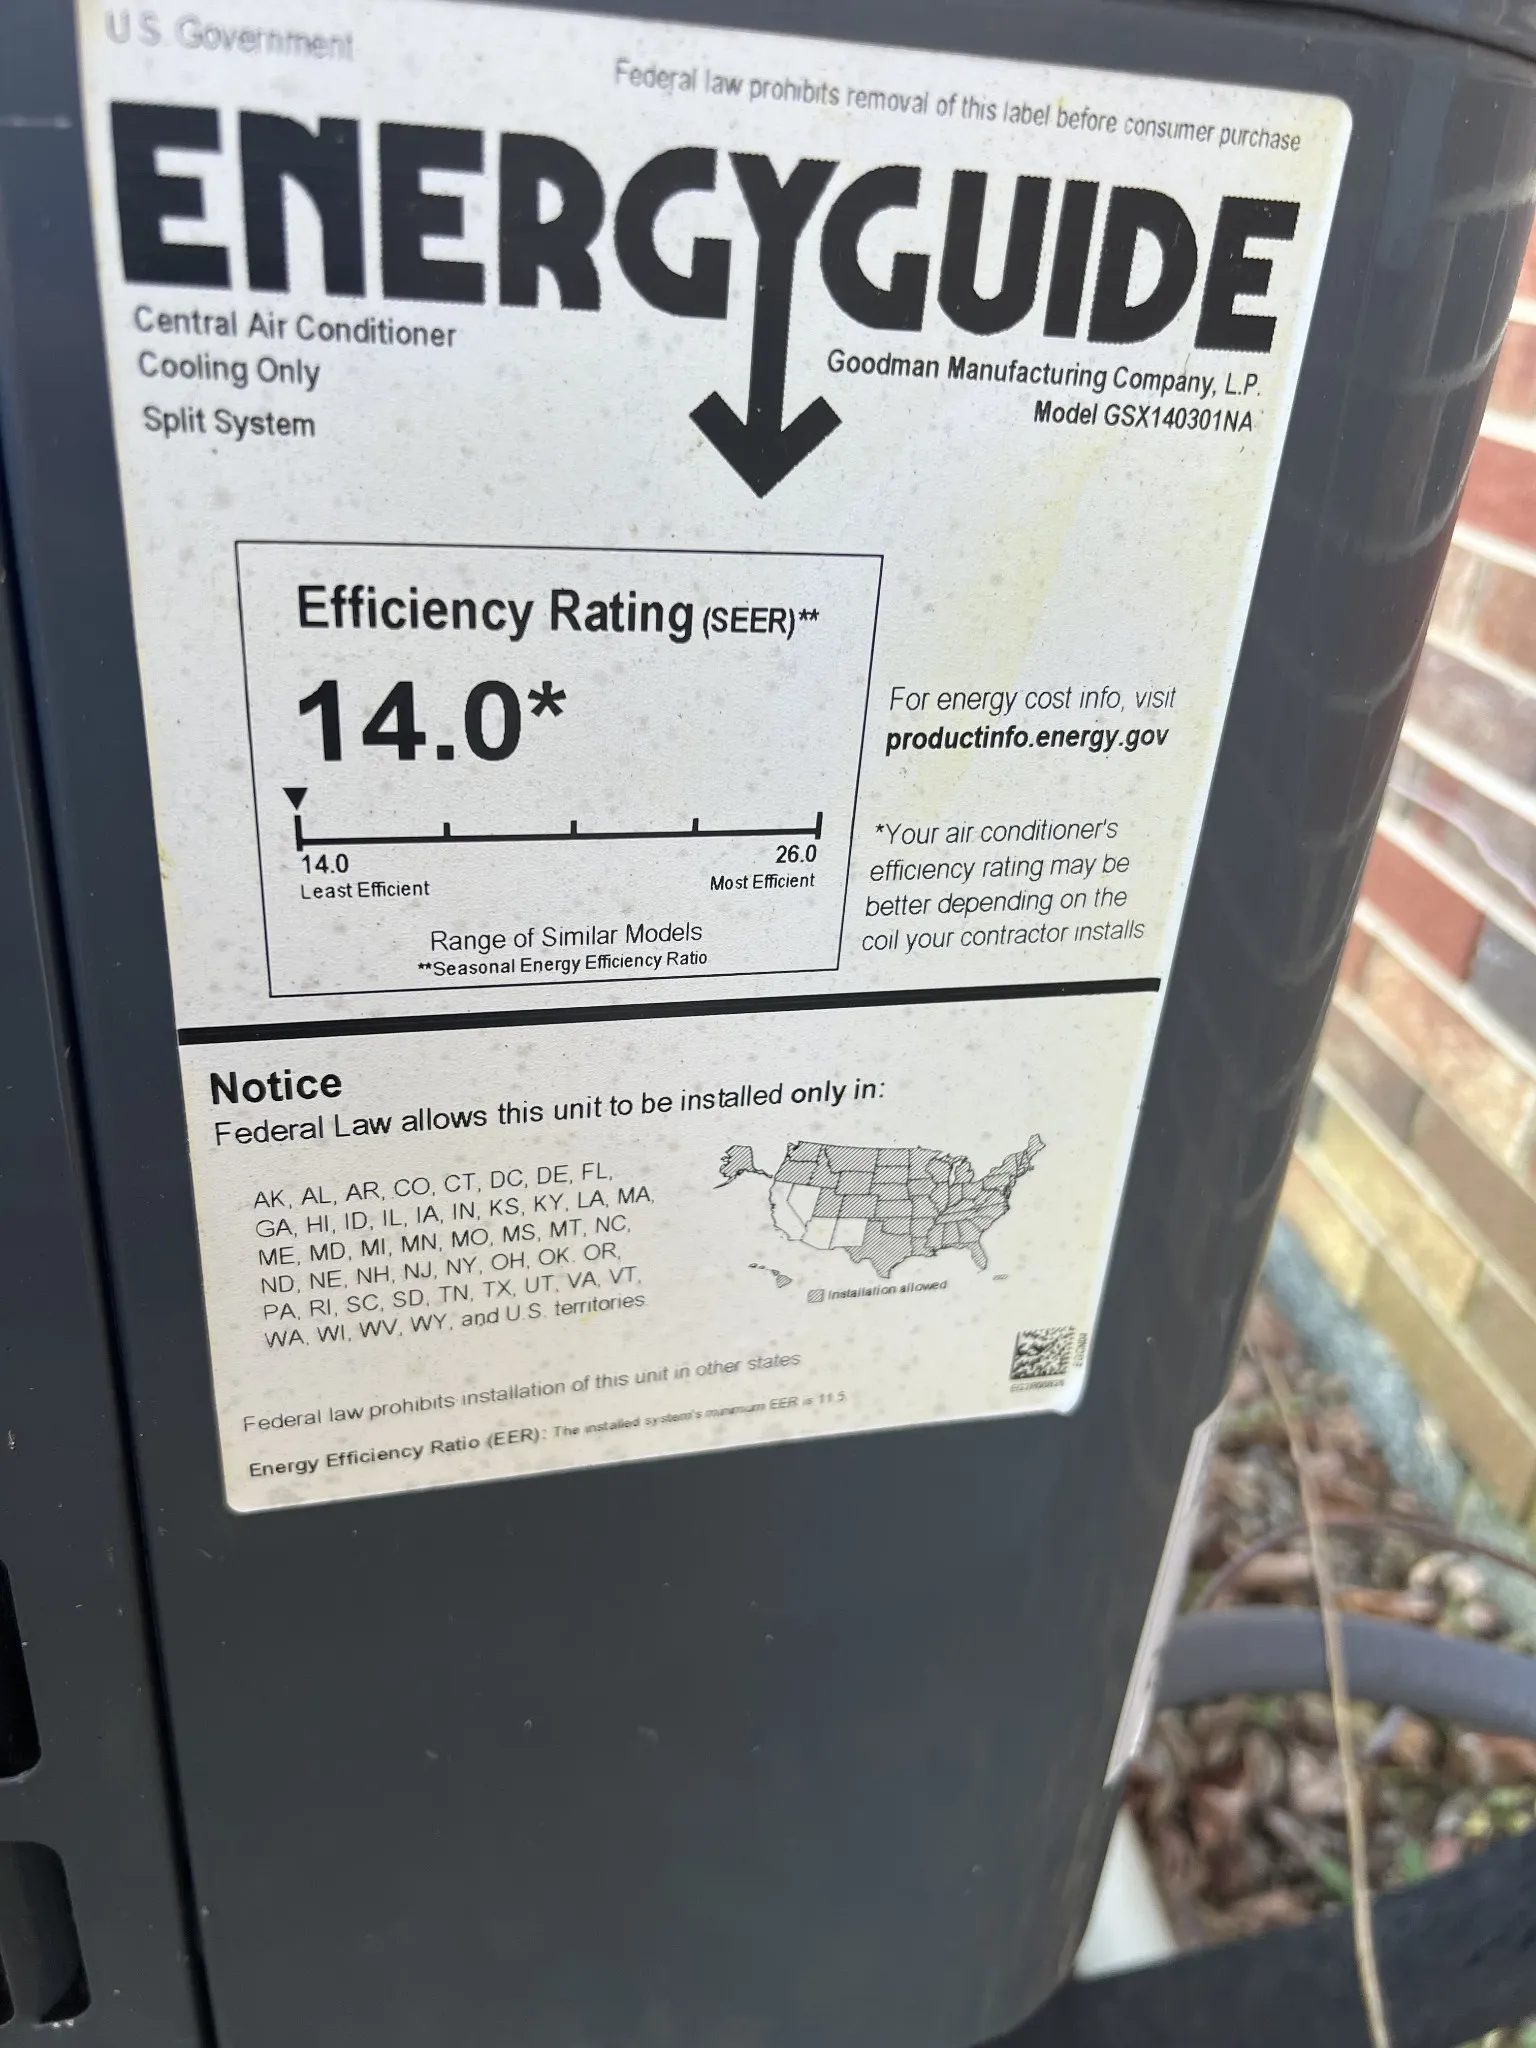 U.S. Government
Federal law prohibits removal of this label before consumer purchase
ENERGYGUIDE
Central Air Conditioner
Cooling Only
Split System
Goodman Manufacturing Company, L.P.
Model GSX140301NA
Efficiency Rating (SEER)**
14.0*
14.0
Least Efficient
26.0
Most Efficient
Range of Similar Models
**Seasonal Energy Efficiency Ratio
For energy cost info, visit
productinfo.energy.gov
*Your air conditioner's
efficiency rating may be
better depending on the
coil your contractor installs
Notice
Federal Law allows this unit to be installed only in:
AK, AL, AR, CO, CT, DC, DE, FL,
GA, HI, ID, IL, IA, IN, KS, KY, LA, MA,
ME, MD, MI, MN, MO, MS, MT, NC,
ND, NE, NH, NJ, NY, OH, OK. OR,
PA, RI, SC, SD, TN, TX, UT, VA, VT,
WA, WI, WV, WY, and U.S. territories.
Installation allowed
Federal law prohibits installation of this unit in other states
Energy Efficiency Ratio (EER): The installed system's minimum EER is 11.5